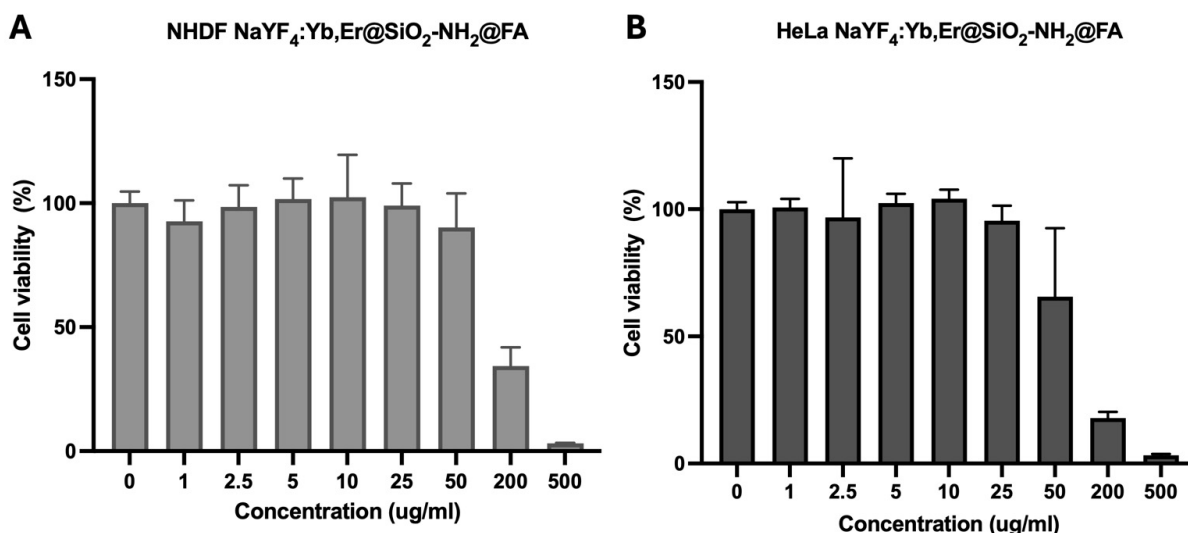 A
NHDF NaYF4:Yb,Er@SiO2-NH2@FA
150
100
50
0
Cell viability (%)
0 1 2.5 5 10 25 50 200 500
Concentration (ug/ml)
B
HeLa NaYF4:Yb,Er@SiO2-NH2@FA
150
100
50
0
Cell viability (%)
0 1 2.5 5 10 25 50 200 500
Concentration (ug/ml)